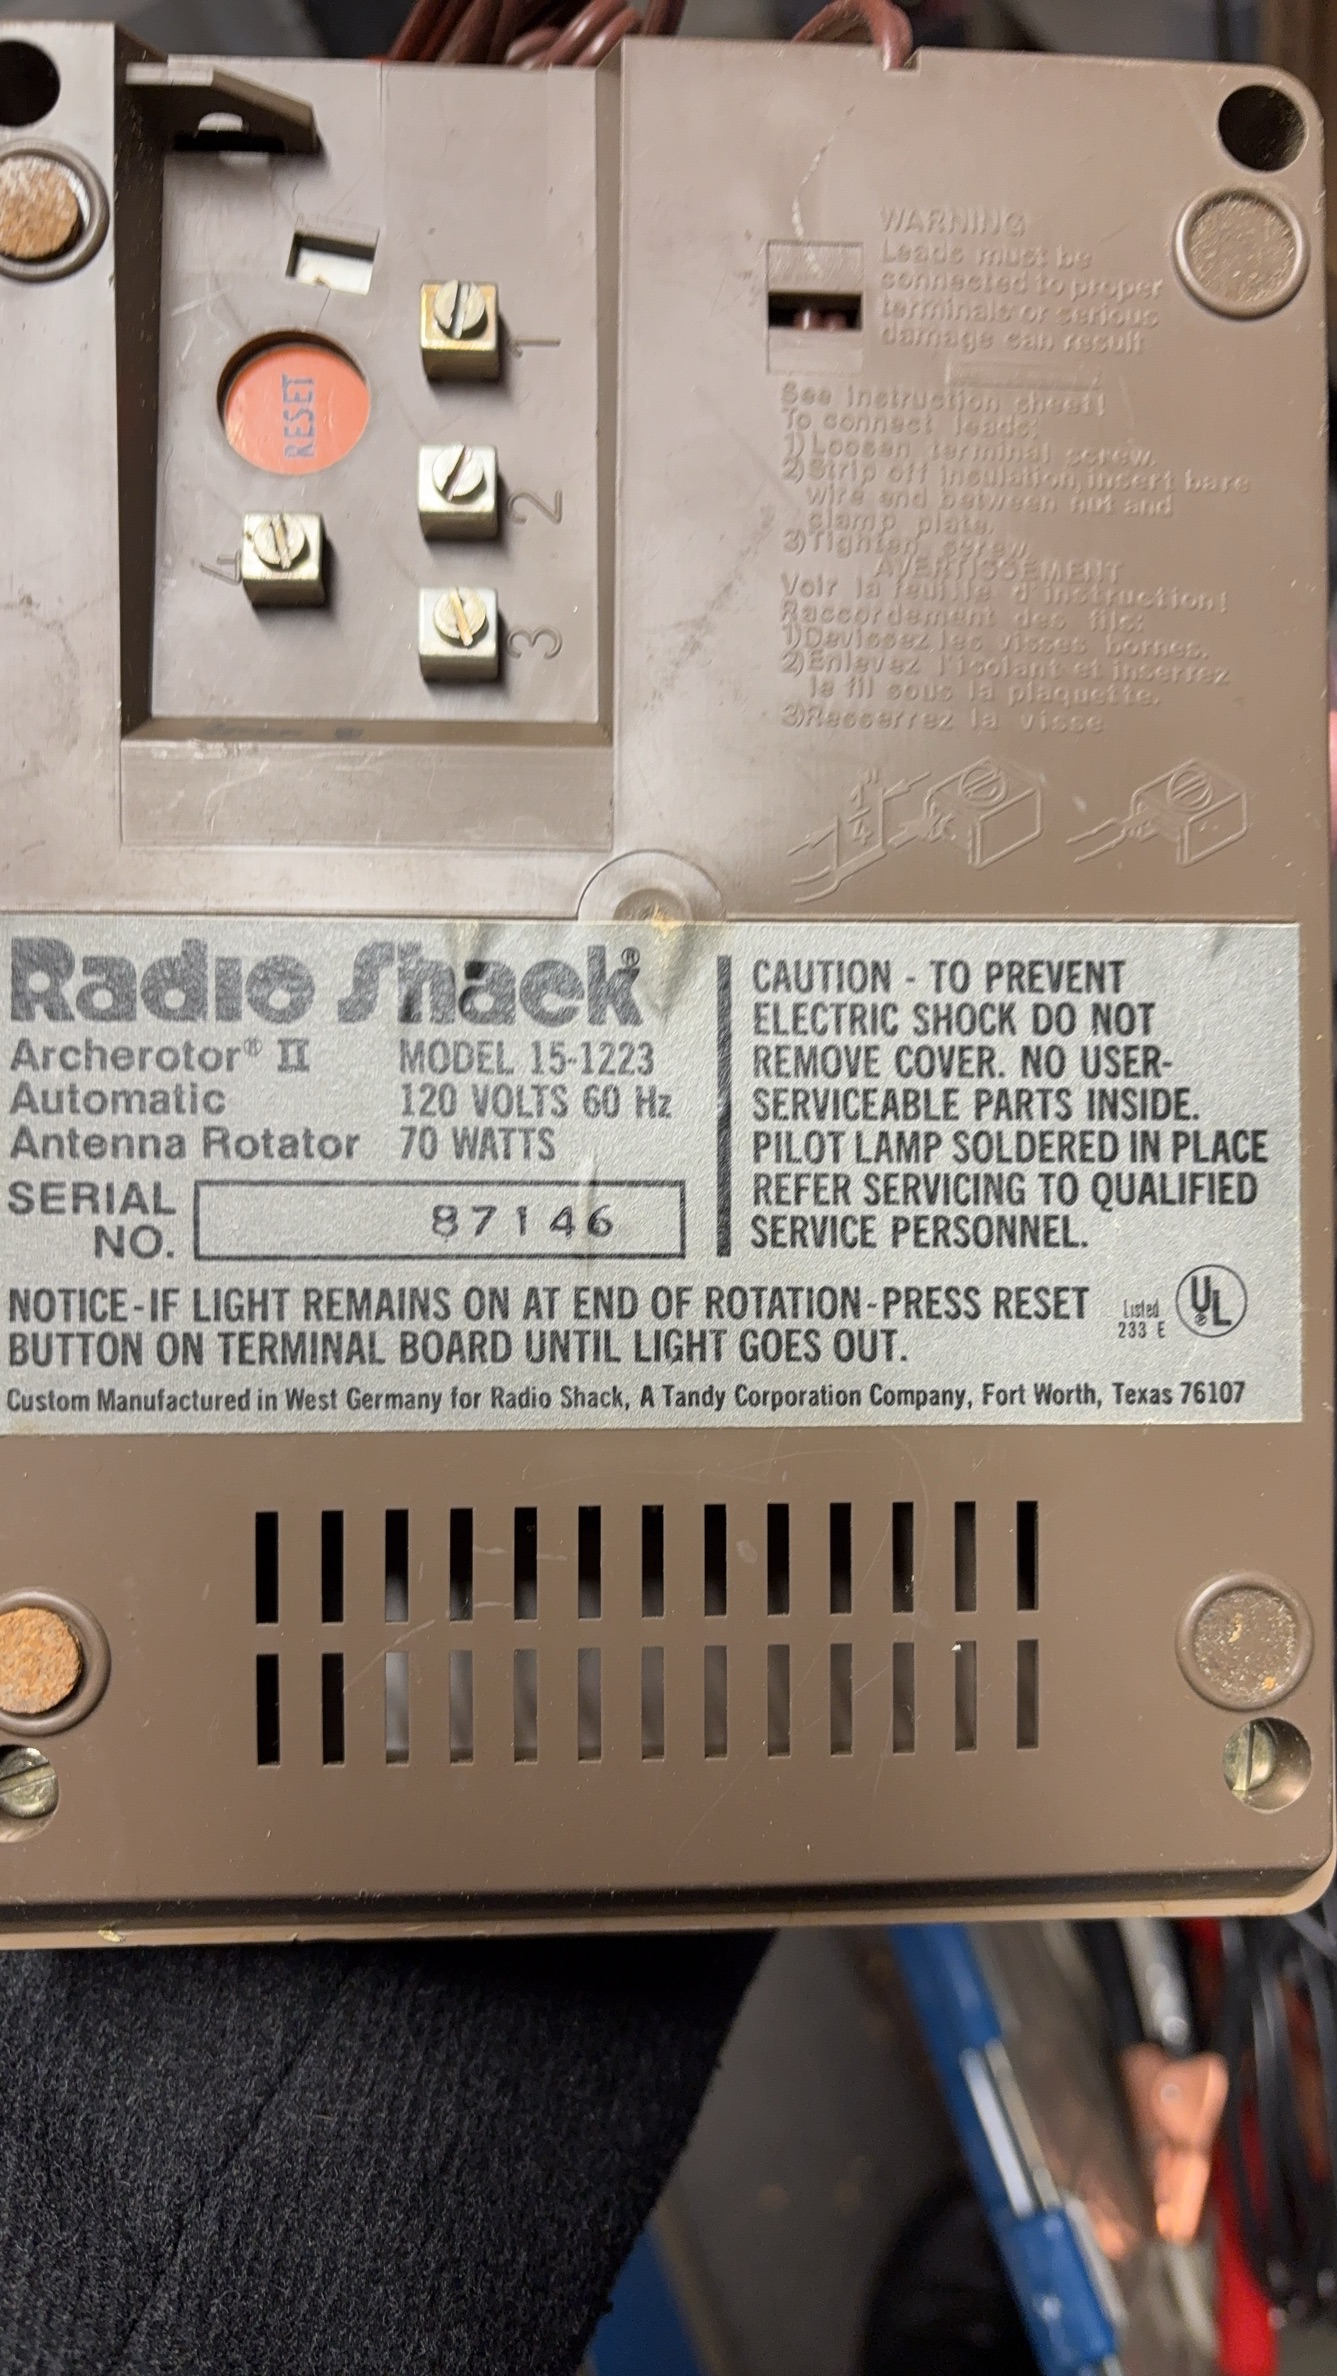 RESET
1
2
3
4
WARNING
Leads must be
connected to proper
terminals or serious
damage can result
See instruction sheet!
To connect leads:
1)Loosen terminal screw.
2)Strip off insulation, insert bare
wire end between nut and
clamp plate.
3)Tighten screw
AVERTISSEMENT
Voir la feuille d'instruction!
Raccordement des fils:
1)Devissez les visses bornes.
2)Enlevez l'isolant et inserrez
le fil sous la plaquette.
3)Resserrez la visse
1"
4
Radio Shack®
Archerotor® II MODEL 15-1223
Automatic 120 VOLTS 60 Hz
Antenna Rotator 70 WATTS
SERIAL
NO. 87146
CAUTION - TO PREVENT
ELECTRIC SHOCK DO NOT
REMOVE COVER. NO USER-
SERVICEABLE PARTS INSIDE.
PILOT LAMP SOLDERED IN PLACE
REFER SERVICING TO QUALIFIED
SERVICE PERSONNEL.
NOTICE-IF LIGHT REMAINS ON AT END OF ROTATION-PRESS RESET
BUTTON ON TERMINAL BOARD UNTIL LIGHT GOES OUT.
Listed
233 E
UL®
Custom Manufactured in West Germany for Radio Shack, A Tandy Corporation Company, Fort Worth, Texas 76107